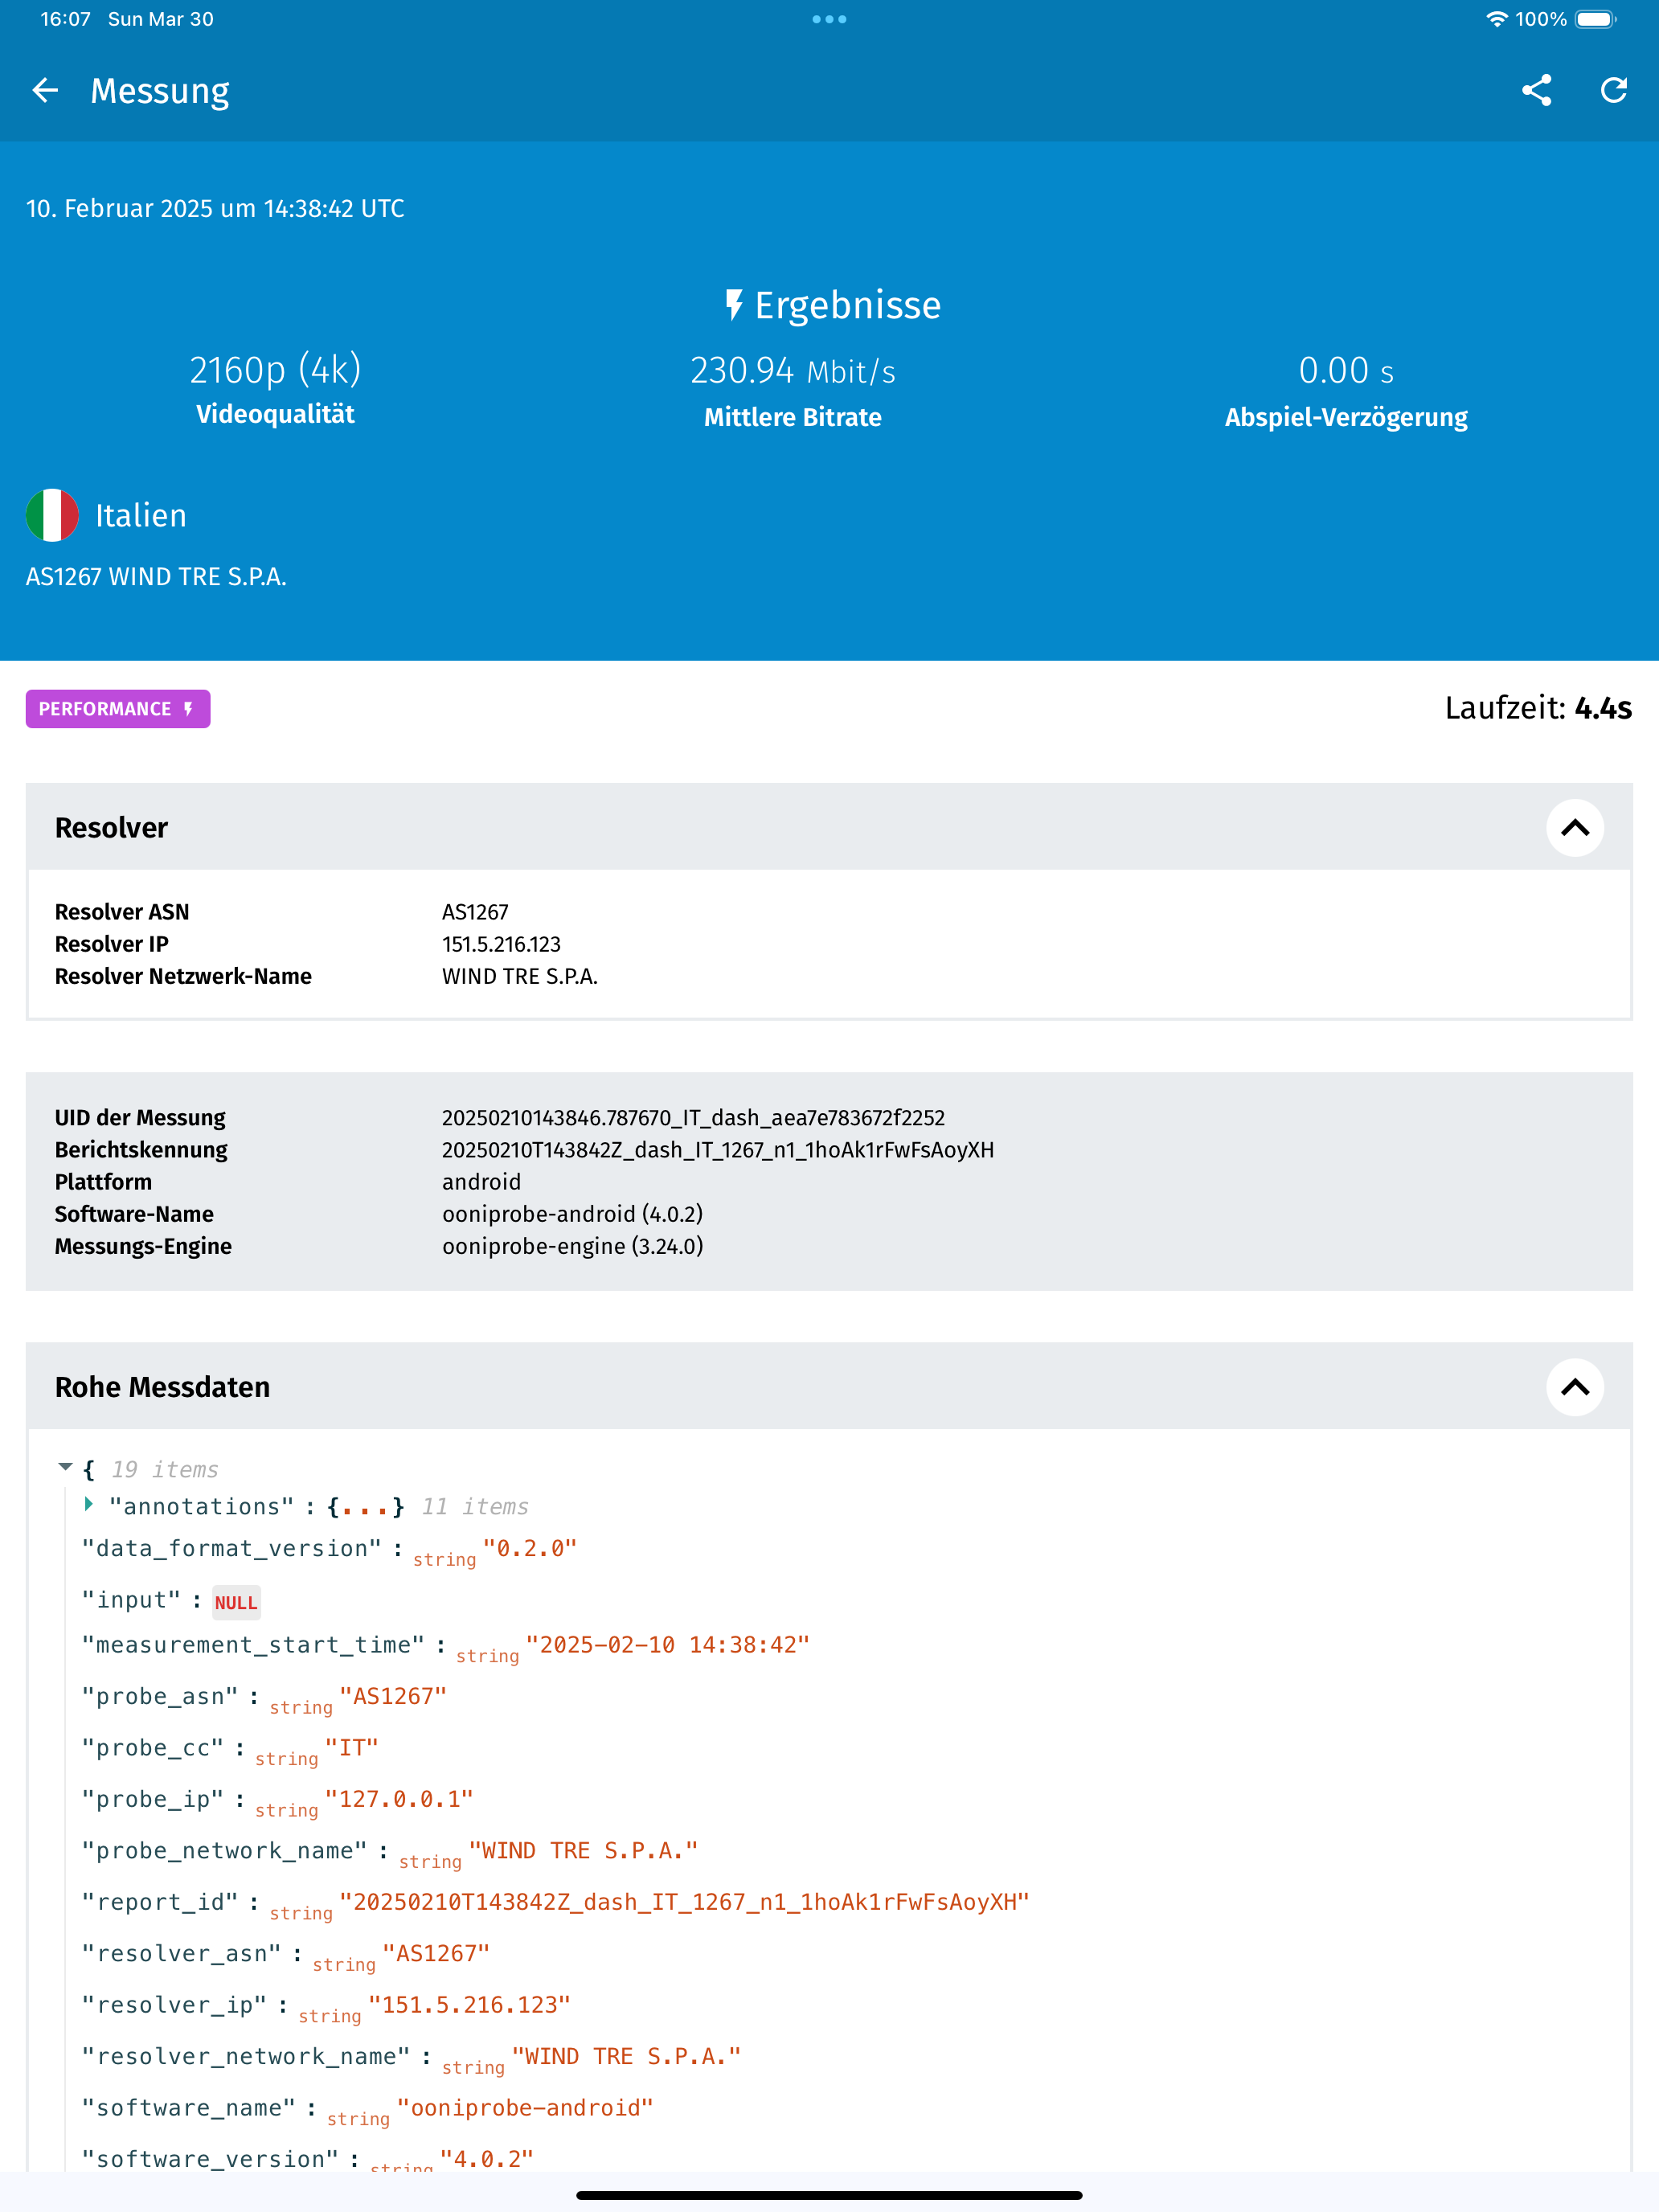 16:07 Sun Mar 30
100%
Messung
10. Februar 2025 um 14:38:42 UTC
Ergebnisse
2160p (4k) 230.94 Mbit/s 0.00 s
Videoqualität Mittlere Bitrate Abspiel-Verzögerung
Italien
AS1267 WIND TRE S.P.A.
PERFORMANCE
Laufzeit: 4.4s
Resolver
Resolver ASN AS1267
Resolver IP 151.5.216.123
Resolver Netzwerk-Name WIND TRE S.P.A.
UID der Messung 20250210143846.787670_IT_dash_aea7e783672f2252
Berichtskennung 20250210T143842Z_dash_IT_1267_n1_1hoAk1rFwFsAoyXH
Plattform android
Software-Name ooniprobe-android (4.0.2)
Messungs-Engine ooniprobe-engine (3.24.0)
Rohe Messdaten
{ 19 items
"annotations" : {...} 11 items
"data_format_version" : string "0.2.0"
"input" : NULL
"measurement_start_time" : string "2025-02-10 14:38:42"
"probe_asn" : string "AS1267"
"probe_cc" : string "IT"
"probe_ip" : string "127.0.0.1"
"probe_network_name" : string "WIND TRE S.P.A."
"report_id" : string "20250210T143842Z_dash_IT_1267_n1_1hoAk1rFwFsAoyXH"
"resolver_asn" : string "AS1267"
"resolver_ip" : string "151.5.216.123"
"resolver_network_name" : string "WIND TRE S.P.A."
"software_name" : string "ooniprobe-android"
"software_version" : string "4.0.2"